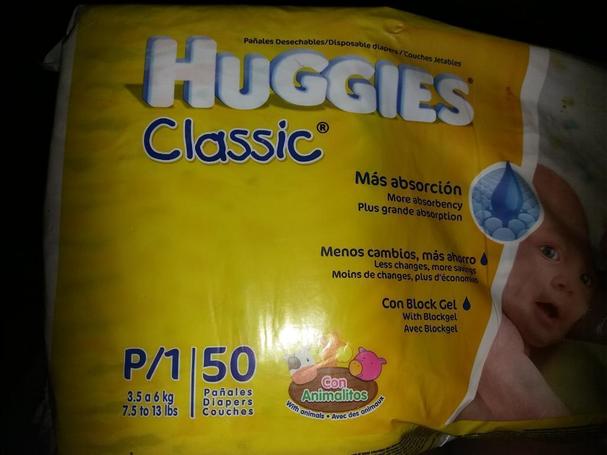 Pañales Desechables/Disposable diapers/Couches Jetables
HUGGIES®
Classic®
Más absorción
More absorbency
Plus grande absorption
Menos cambios, más ahorro
Less changes, more savings
Moins de changes, plus d'économies
Con Block Gel
With Blockgel
Avec Blockgel
P/1 50
3.5 a 6 kg
7.5 to 13 lbs
Pañales
Diapers
Couches
Con
Animalitos
With animals • Avec des animaux